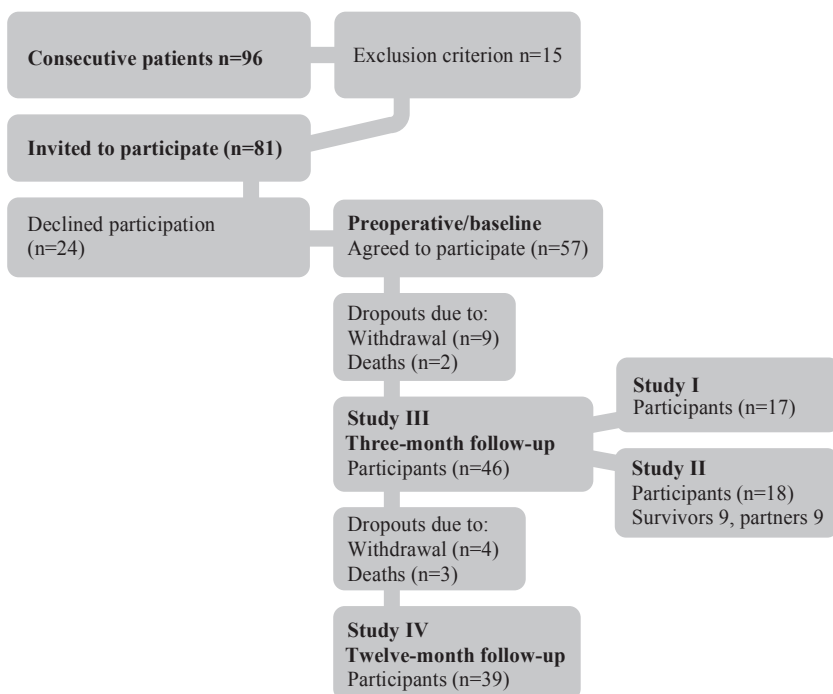 Consecutive patients n=96
Exclusion criterion n=15
Invited to participate (n=81)
Declined participation
(n=24)
Preoperative/baseline
Agreed to participate (n=57)
Dropouts due to:
Withdrawal (n=9)
Deaths (n=2)
Study III
Three-month follow-up
Participants (n=46)
Study I
Participants (n=17)
Study II
Participants (n=18)
Survivors 9, partners 9
Dropouts due to:
Withdrawal (n=4)
Deaths (n=3)
Study IV
Twelve-month follow-up
Participants (n=39)